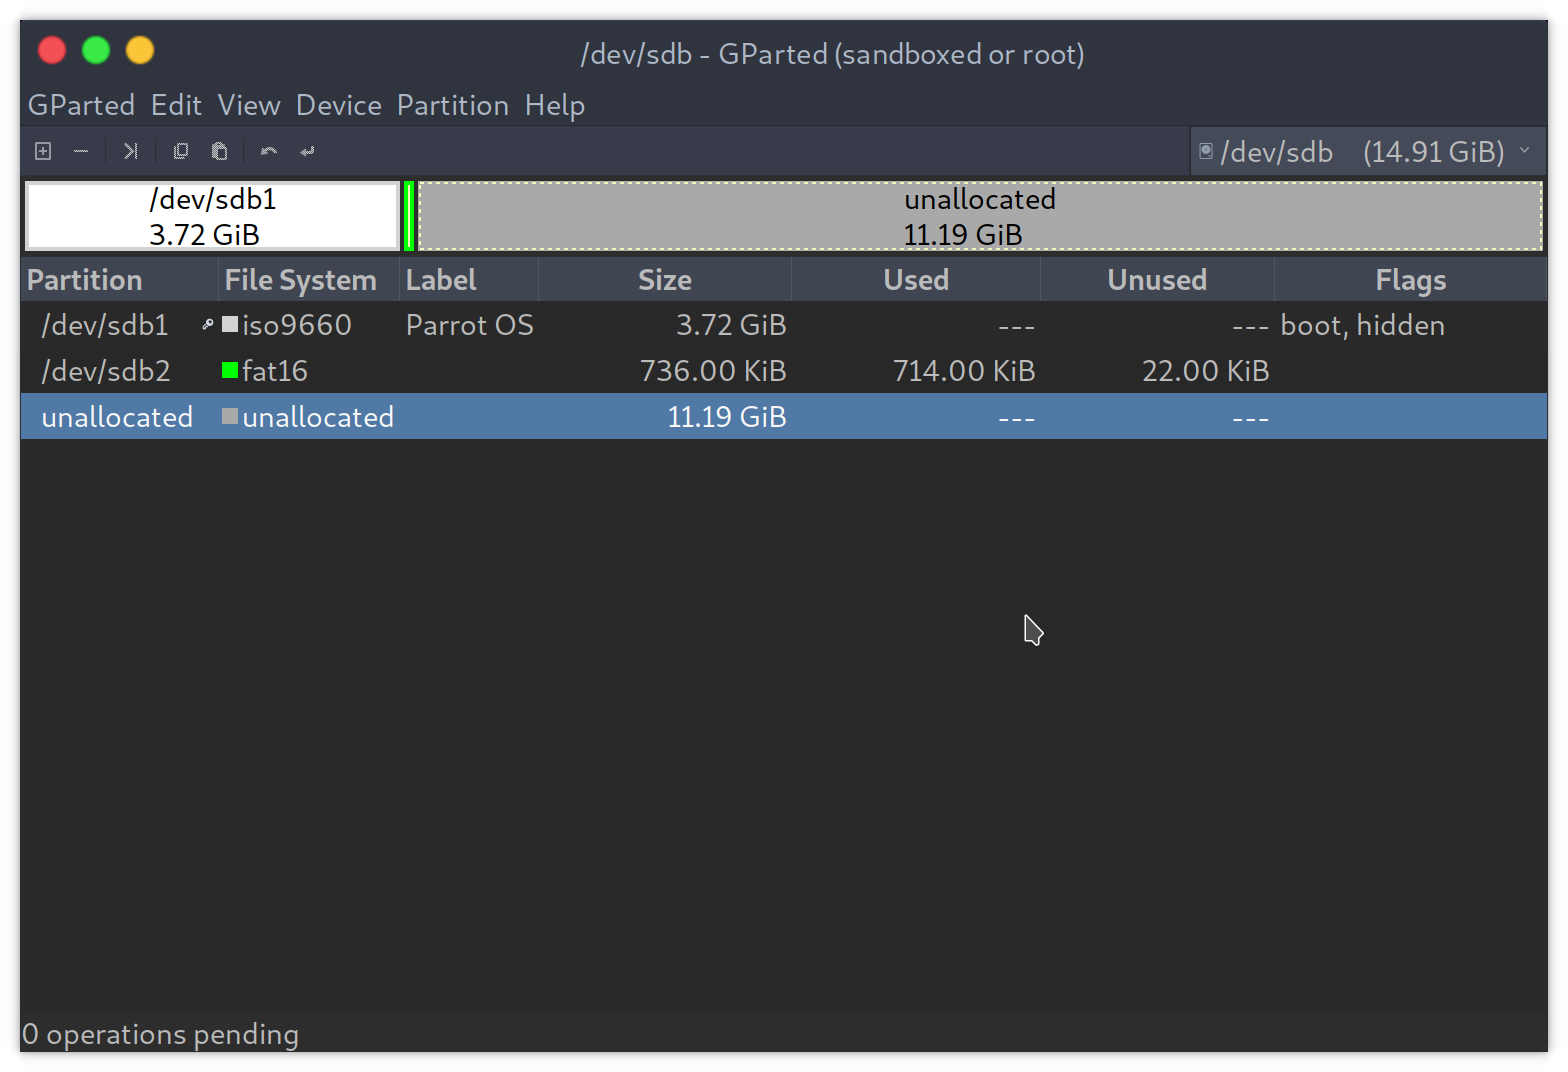 /dev/sdb - GParted (sandboxed or root)
GParted Edit View Device Partition Help
/dev/sdb (14.91 GiB)
/dev/sdb1
3.72 GiB
unallocated
11.19 GiB
Partition File System Label Size Used Unused Flags
/dev/sdb1 iso9660 Parrot OS 3.72 GiB --- --- boot, hidden
/dev/sdb2 fat16 736.00 KiB 714.00 KiB 22.00 KiB
unallocated unallocated 11.19 GiB --- ---
0 operations pending